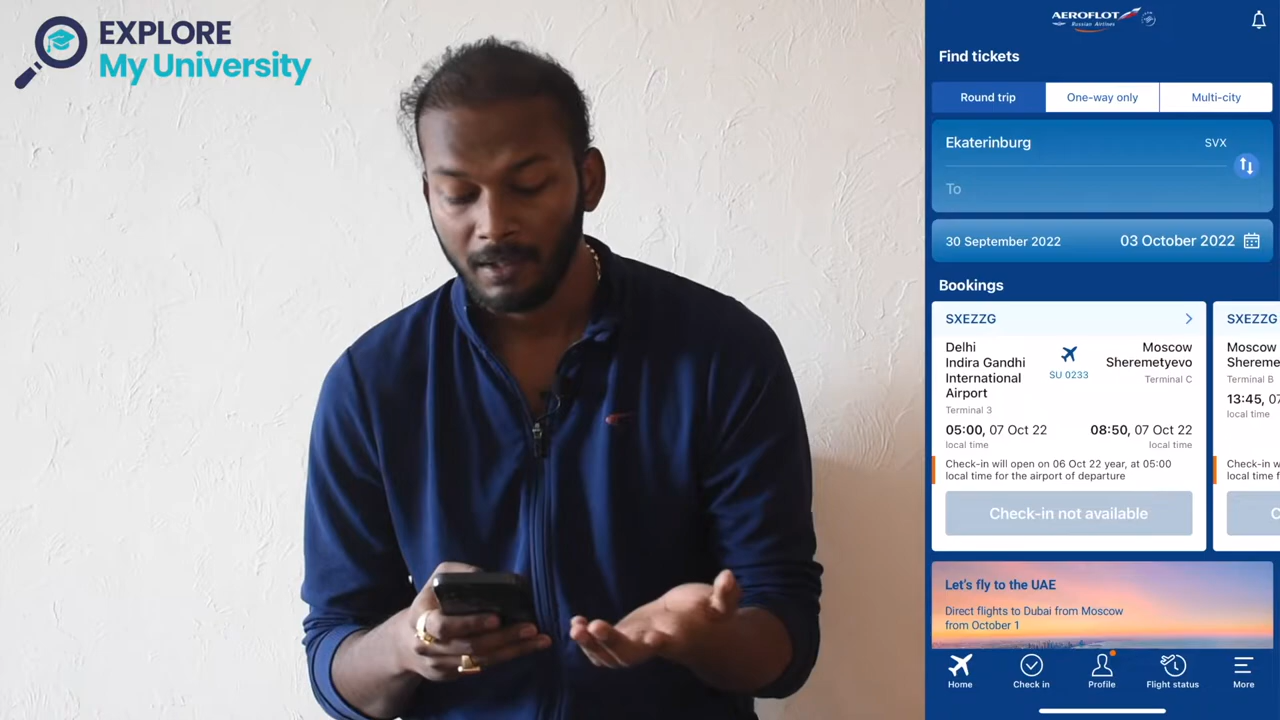 EXPLORE
My University
AEROFLOT
Russian Airlines
Find tickets
Round trip
One-way only
Multi-city
Ekaterinburg
SVX
To
30 September 2022
03 October 2022
Bookings
SXEZZG
Delhi
Indira Gandhi
International
Airport
Terminal 3
05:00, 07 Oct 22
local time
SU 0233
Moscow
Sheremetyevo
Terminal C
08:50, 07 Oct 22
local time
Check-in will open on 06 Oct 22 year, at 05:00
local time for the airport of departure
Check-in not available
SXEZZG
Moscow
Shereme
Terminal B
13:45, 07
local time
Check-in w
local time f
C
Let's fly to the UAE
Direct flights to Dubai from Moscow
from October 1
Home
Check in
Profile
Flight status
More